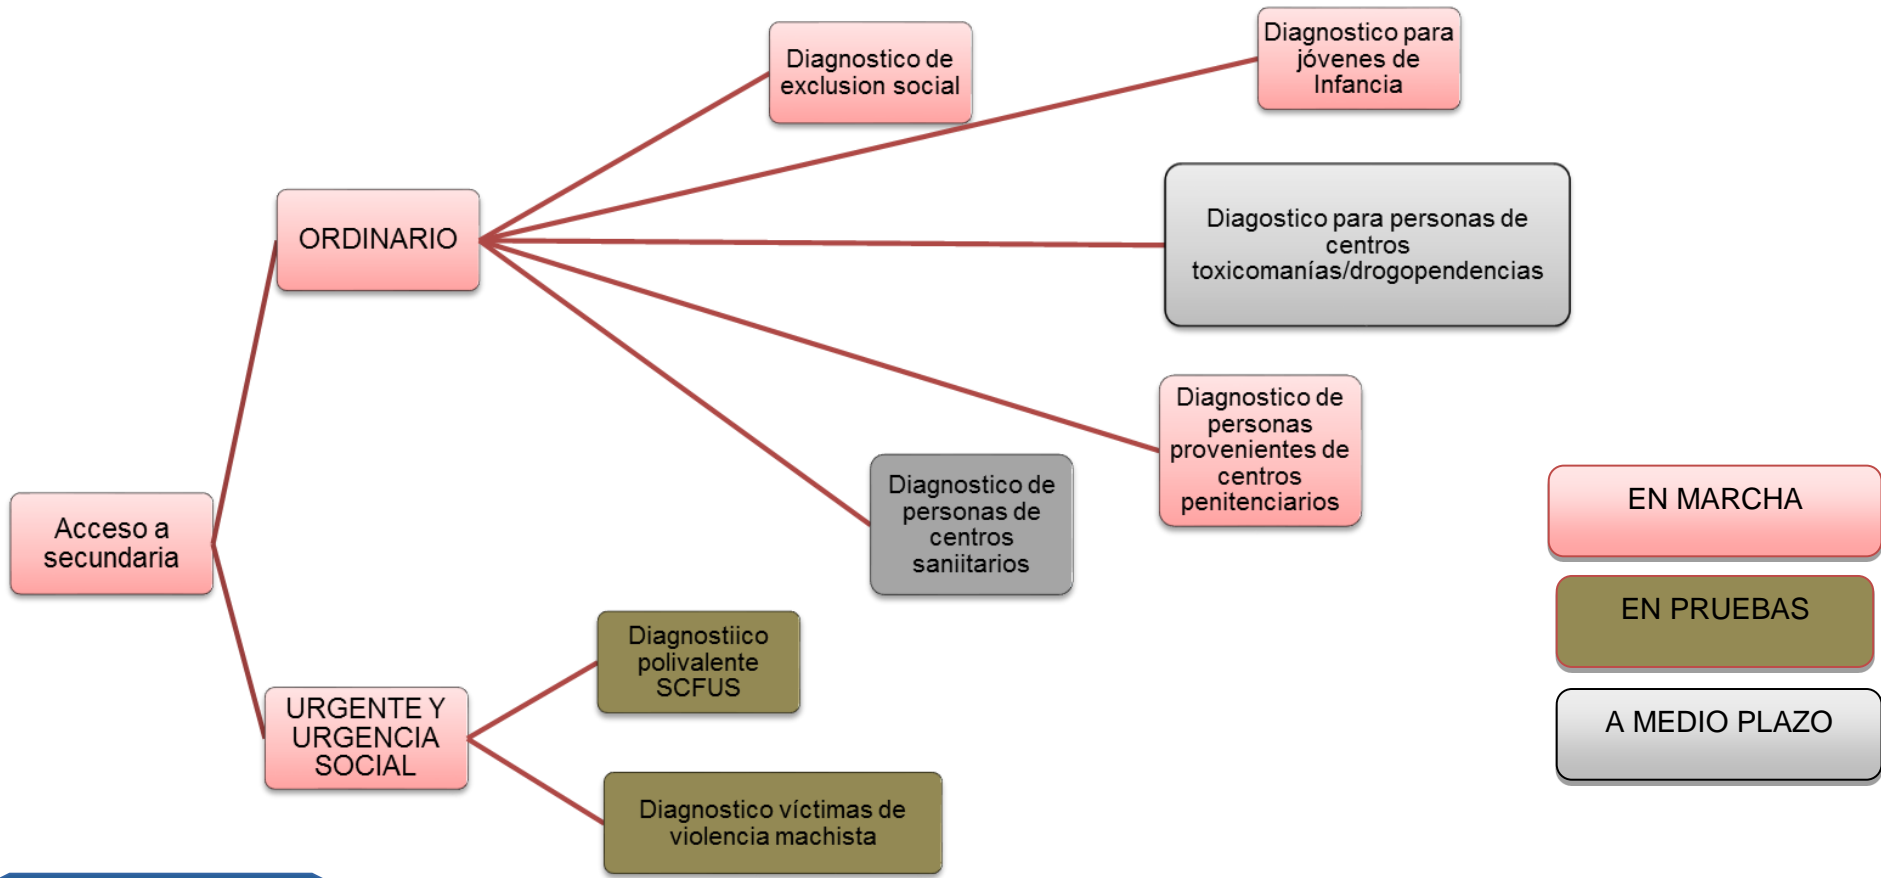 Diagnostico de
exclusion social
Diagnostico para
jóvenes de
Infancia
ORDINARIO
Diagostico para personas de
centros
toxicomanías/drogopendencias
Diagnostico de
personas
provenientes de
centros
penitenciarios
Diagnostico de
personas de
centros
saniitarios
Acceso a
secundaria
URGENTE Y
URGENCIA
SOCIAL
Diagnostiico
polivalente
SCFUS
Diagnostico víctimas de
violencia machista
EN MARCHA
EN PRUEBAS
A MEDIO PLAZO